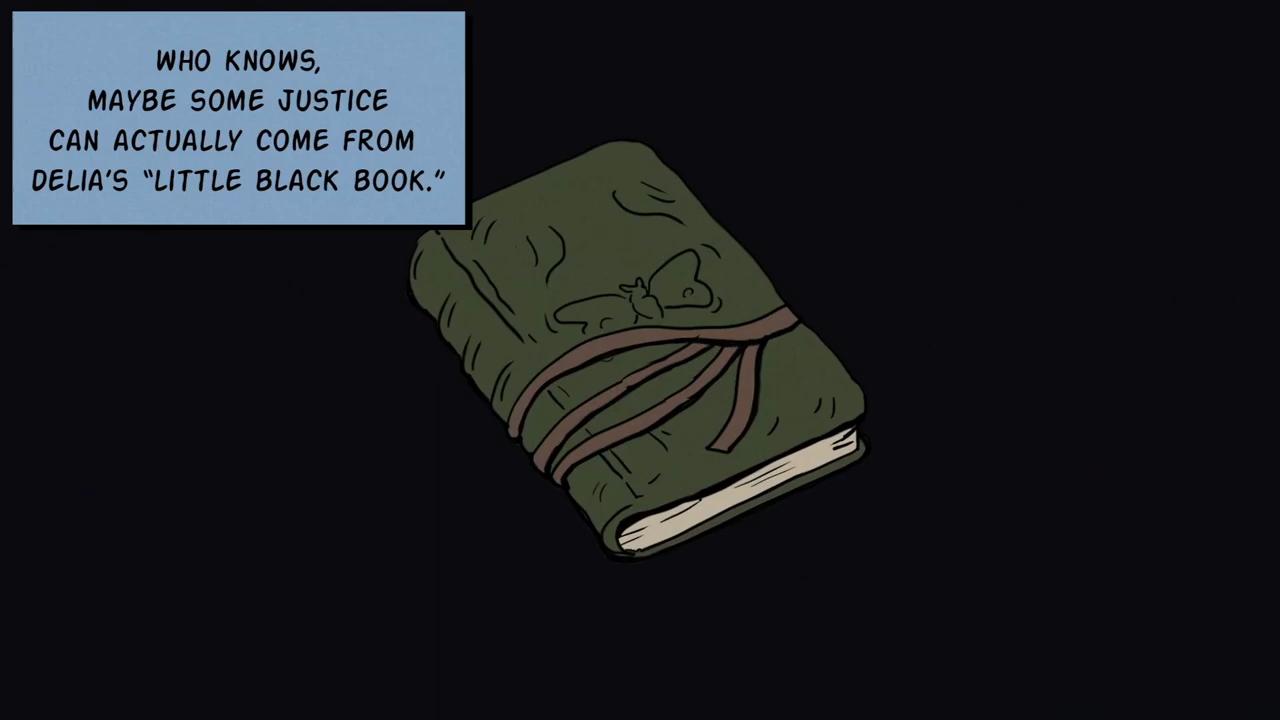 WHO KNOWS,
MAYBE SOME JUSTICE
CAN ACTUALLY COME FROM
DELIA'S "LITTLE BLACK BOOK."